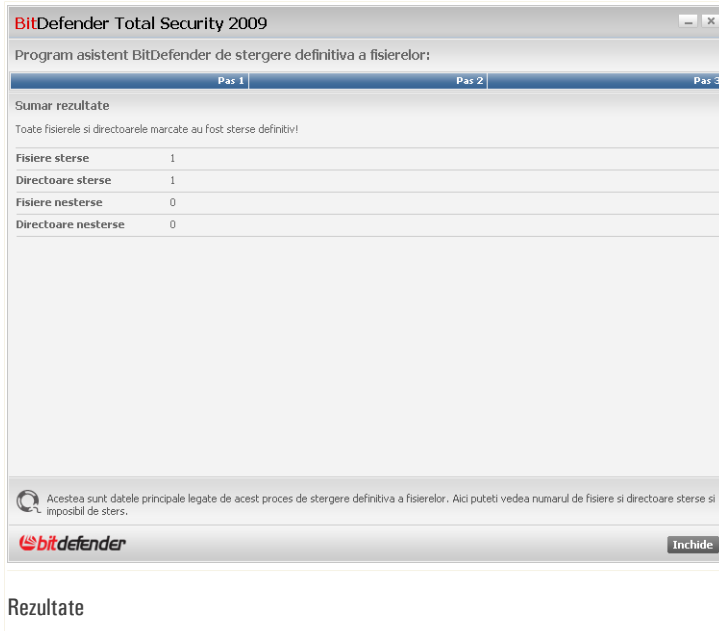 BitDefender Total Security 2009
Program asistent BitDefender de stergere definitiva a fisierelor:
Pas 1 Pas 2 Pas 3
Sumar rezultate
Toate fisierele si directoarele marcate au fost sterse definitiv!
Fisiere sterse 1
Directoare sterse 1
Fisiere nesterse 0
Directoare nesterse 0
Acestea sunt datele principale legate de acest proces de stergere definitiva a fisierelor. Aici puteti vedea numarul de fisiere si directoare sterse si
imposibil de sters.
bitdefender
Inchide
Rezultate